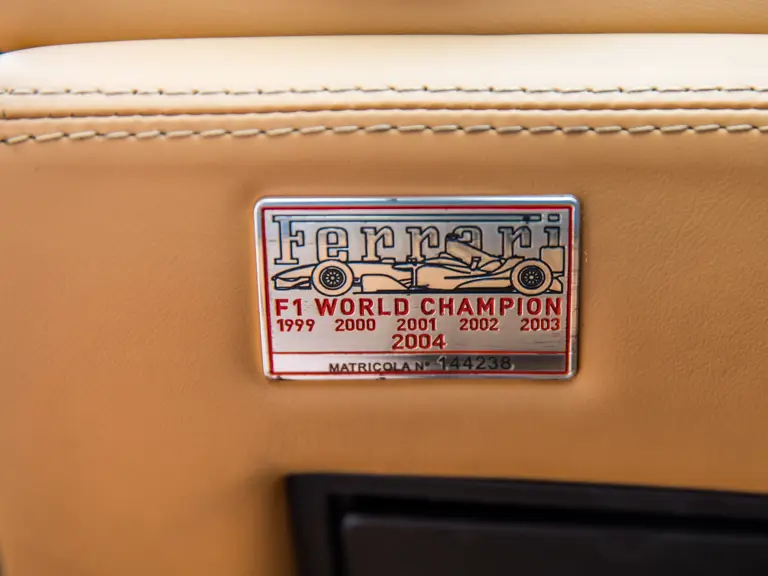 Ferrari
F1 WORLD CHAMPION
1999 2000 2001 2002 2003
2004
MATRICOLA N° 144238